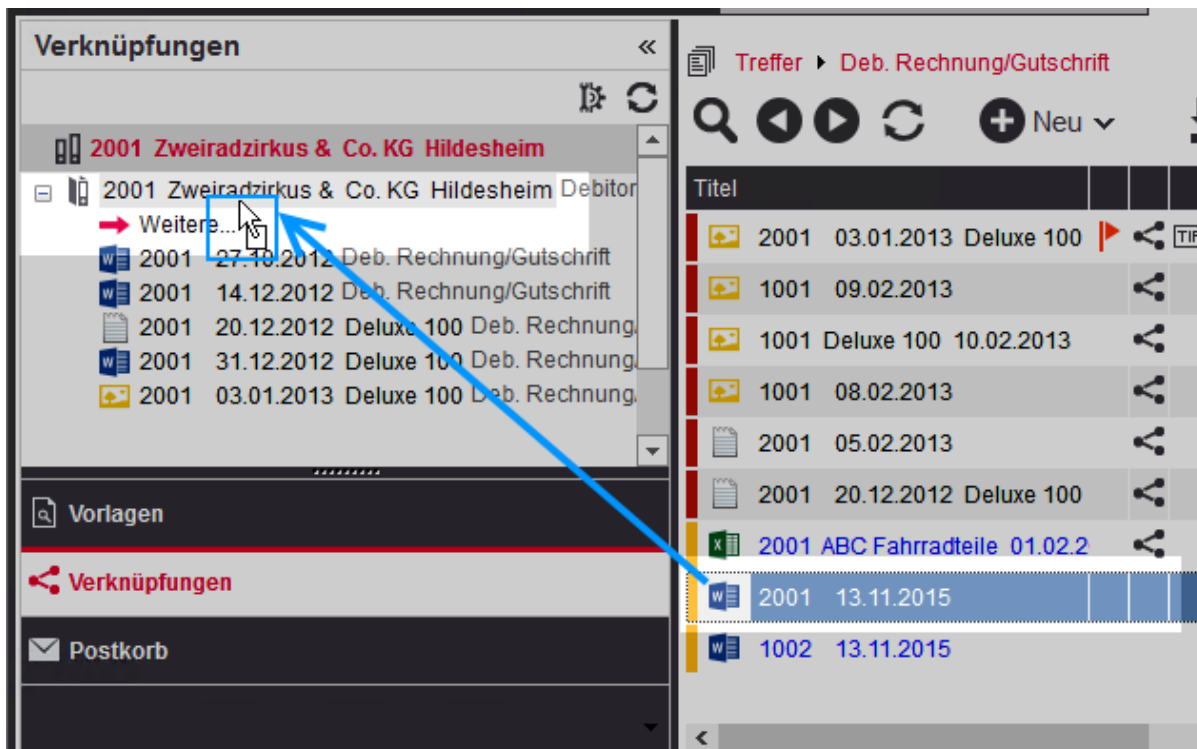 Verknüpfungen
2001 Zweiradzirkus & Co. KG Hildesheim
2001 Zweiradzirkus & Co. KG Hildesheim Debitor
Weitere...
2001 27.10.2012 Deb. Rechnung/Gutschrift
2001 14.12.2012 Deb. Rechnung/Gutschrift
2001 20.12.2012 Deluxe 100 Deb. Rechnung/
2001 31.12.2012 Deluxe 100 Deb. Rechnung/
2001 03.01.2013 Deluxe 100 Deb. Rechnung/
Vorlagen
Verknüpfungen
Postkorb
Treffer Deb. Rechnung/Gutschrift
Neu
Titel
2001 03.01.2013 Deluxe 100 TIF
1001 09.02.2013
1001 Deluxe 100 10.02.2013
1001 08.02.2013
2001 05.02.2013
2001 20.12.2012 Deluxe 100
2001 ABC Fahrradteile 01.02.2
2001 13.11.2015
1002 13.11.2015